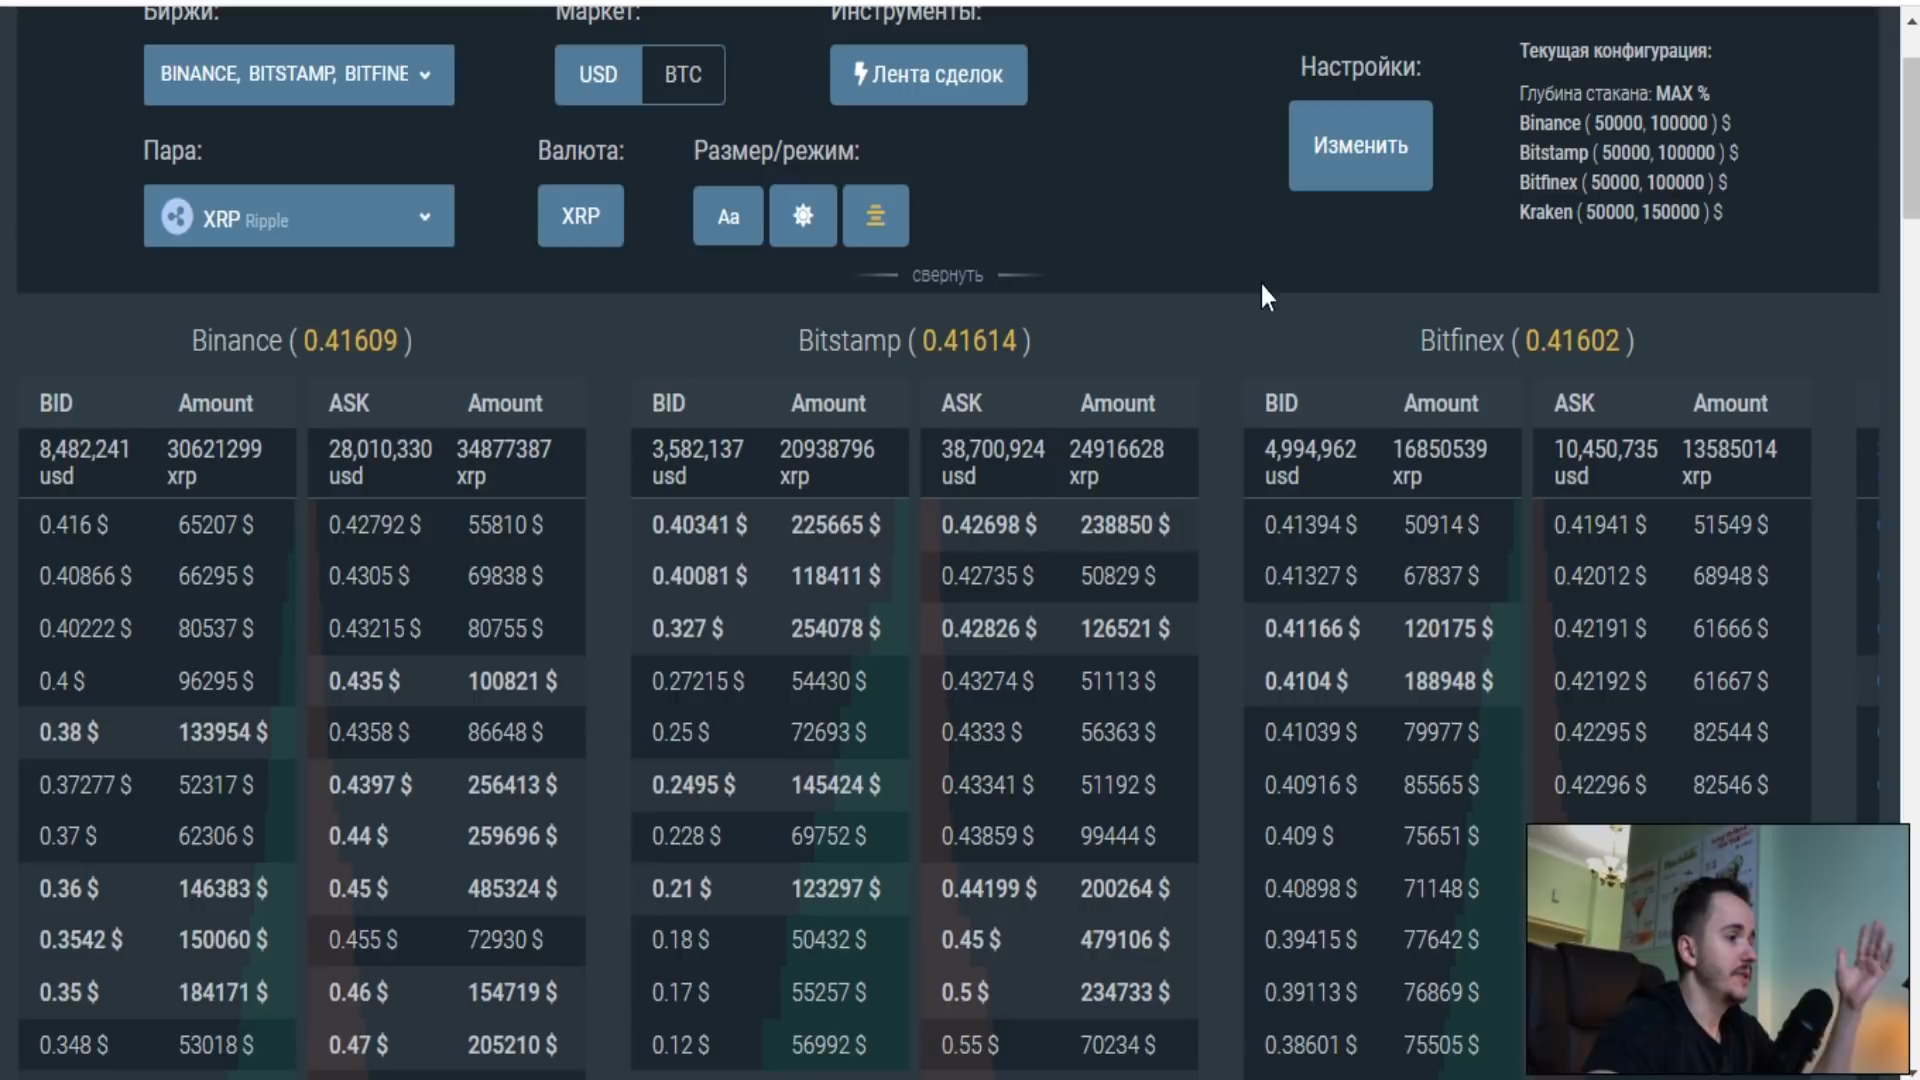 Биржи:
Маркет:
Инструменты:
BINANCE, BITSTAMP, BITFINE
USD
BTC
Лента сделок
Пара:
XRP Ripple
Валюта:
XRP
Размер/режим:
Aa
Настройки:
Изменить
Текущая конфигурация:
Глубина стакана: MAX %
Binance ( 50000, 100000 ) $
Bitstamp ( 50000, 100000 ) $
Bitfinex ( 50000, 100000 ) $
Kraken ( 50000, 150000 ) $
свернуть
Binance ( 0.41609 )
BID Amount ASK Amount
8,482,241 30621299 28,010,330 34877387
usd xrp usd xrp
0.416 $ 65207 $ 0.42792 $ 55810 $
0.40866 $ 66295 $ 0.4305 $ 69838 $
0.40222 $ 80537 $ 0.43215 $ 80755 $
0.4 $ 96295 $ 0.435 $ 100821 $
0.38 $ 133954 $ 0.4358 $ 86648 $
0.37277 $ 52317 $ 0.4397 $ 256413 $
0.37 $ 62306 $ 0.44 $ 259696 $
0.36 $ 146383 $ 0.45 $ 485324 $
0.3542 $ 150060 $ 0.455 $ 72930 $
0.35 $ 184171 $ 0.46 $ 154719 $
0.348 $ 53018 $ 0.47 $ 205210 $
Bitstamp ( 0.41614 )
BID Amount ASK Amount
3,582,137 20938796 38,700,924 24916628
usd xrp usd xrp
0.40341 $ 225665 $ 0.42698 $ 238850 $
0.40081 $ 118411 $ 0.42735 $ 50829 $
0.327 $ 254078 $ 0.42826 $ 126521 $
0.27215 $ 54430 $ 0.43274 $ 51113 $
0.25 $ 72693 $ 0.4333 $ 56363 $
0.2495 $ 145424 $ 0.43341 $ 51192 $
0.228 $ 69752 $ 0.43859 $ 99444 $
0.21 $ 123297 $ 0.44199 $ 200264 $
0.18 $ 50432 $ 0.45 $ 479106 $
0.17 $ 55257 $ 0.5 $ 234733 $
0.12 $ 56992 $ 0.55 $ 70234 $
Bitfinex ( 0.41602 )
BID Amount ASK Amount
4,994,962 16850539 10,450,735 13585014
usd xrp usd xrp
0.41394 $ 50914 $ 0.41941 $ 51549 $
0.41327 $ 67837 $ 0.42012 $ 68948 $
0.41166 $ 120175 $ 0.42191 $ 61666 $
0.4104 $ 188948 $ 0.42192 $ 61667 $
0.41039 $ 79977 $ 0.42295 $ 82544 $
0.40916 $ 85565 $ 0.42296 $ 82546 $
0.409 $ 75651 $
0.40898 $ 71148 $
0.39415 $ 77642 $
0.39113 $ 76869 $
0.38601 $ 75505 $